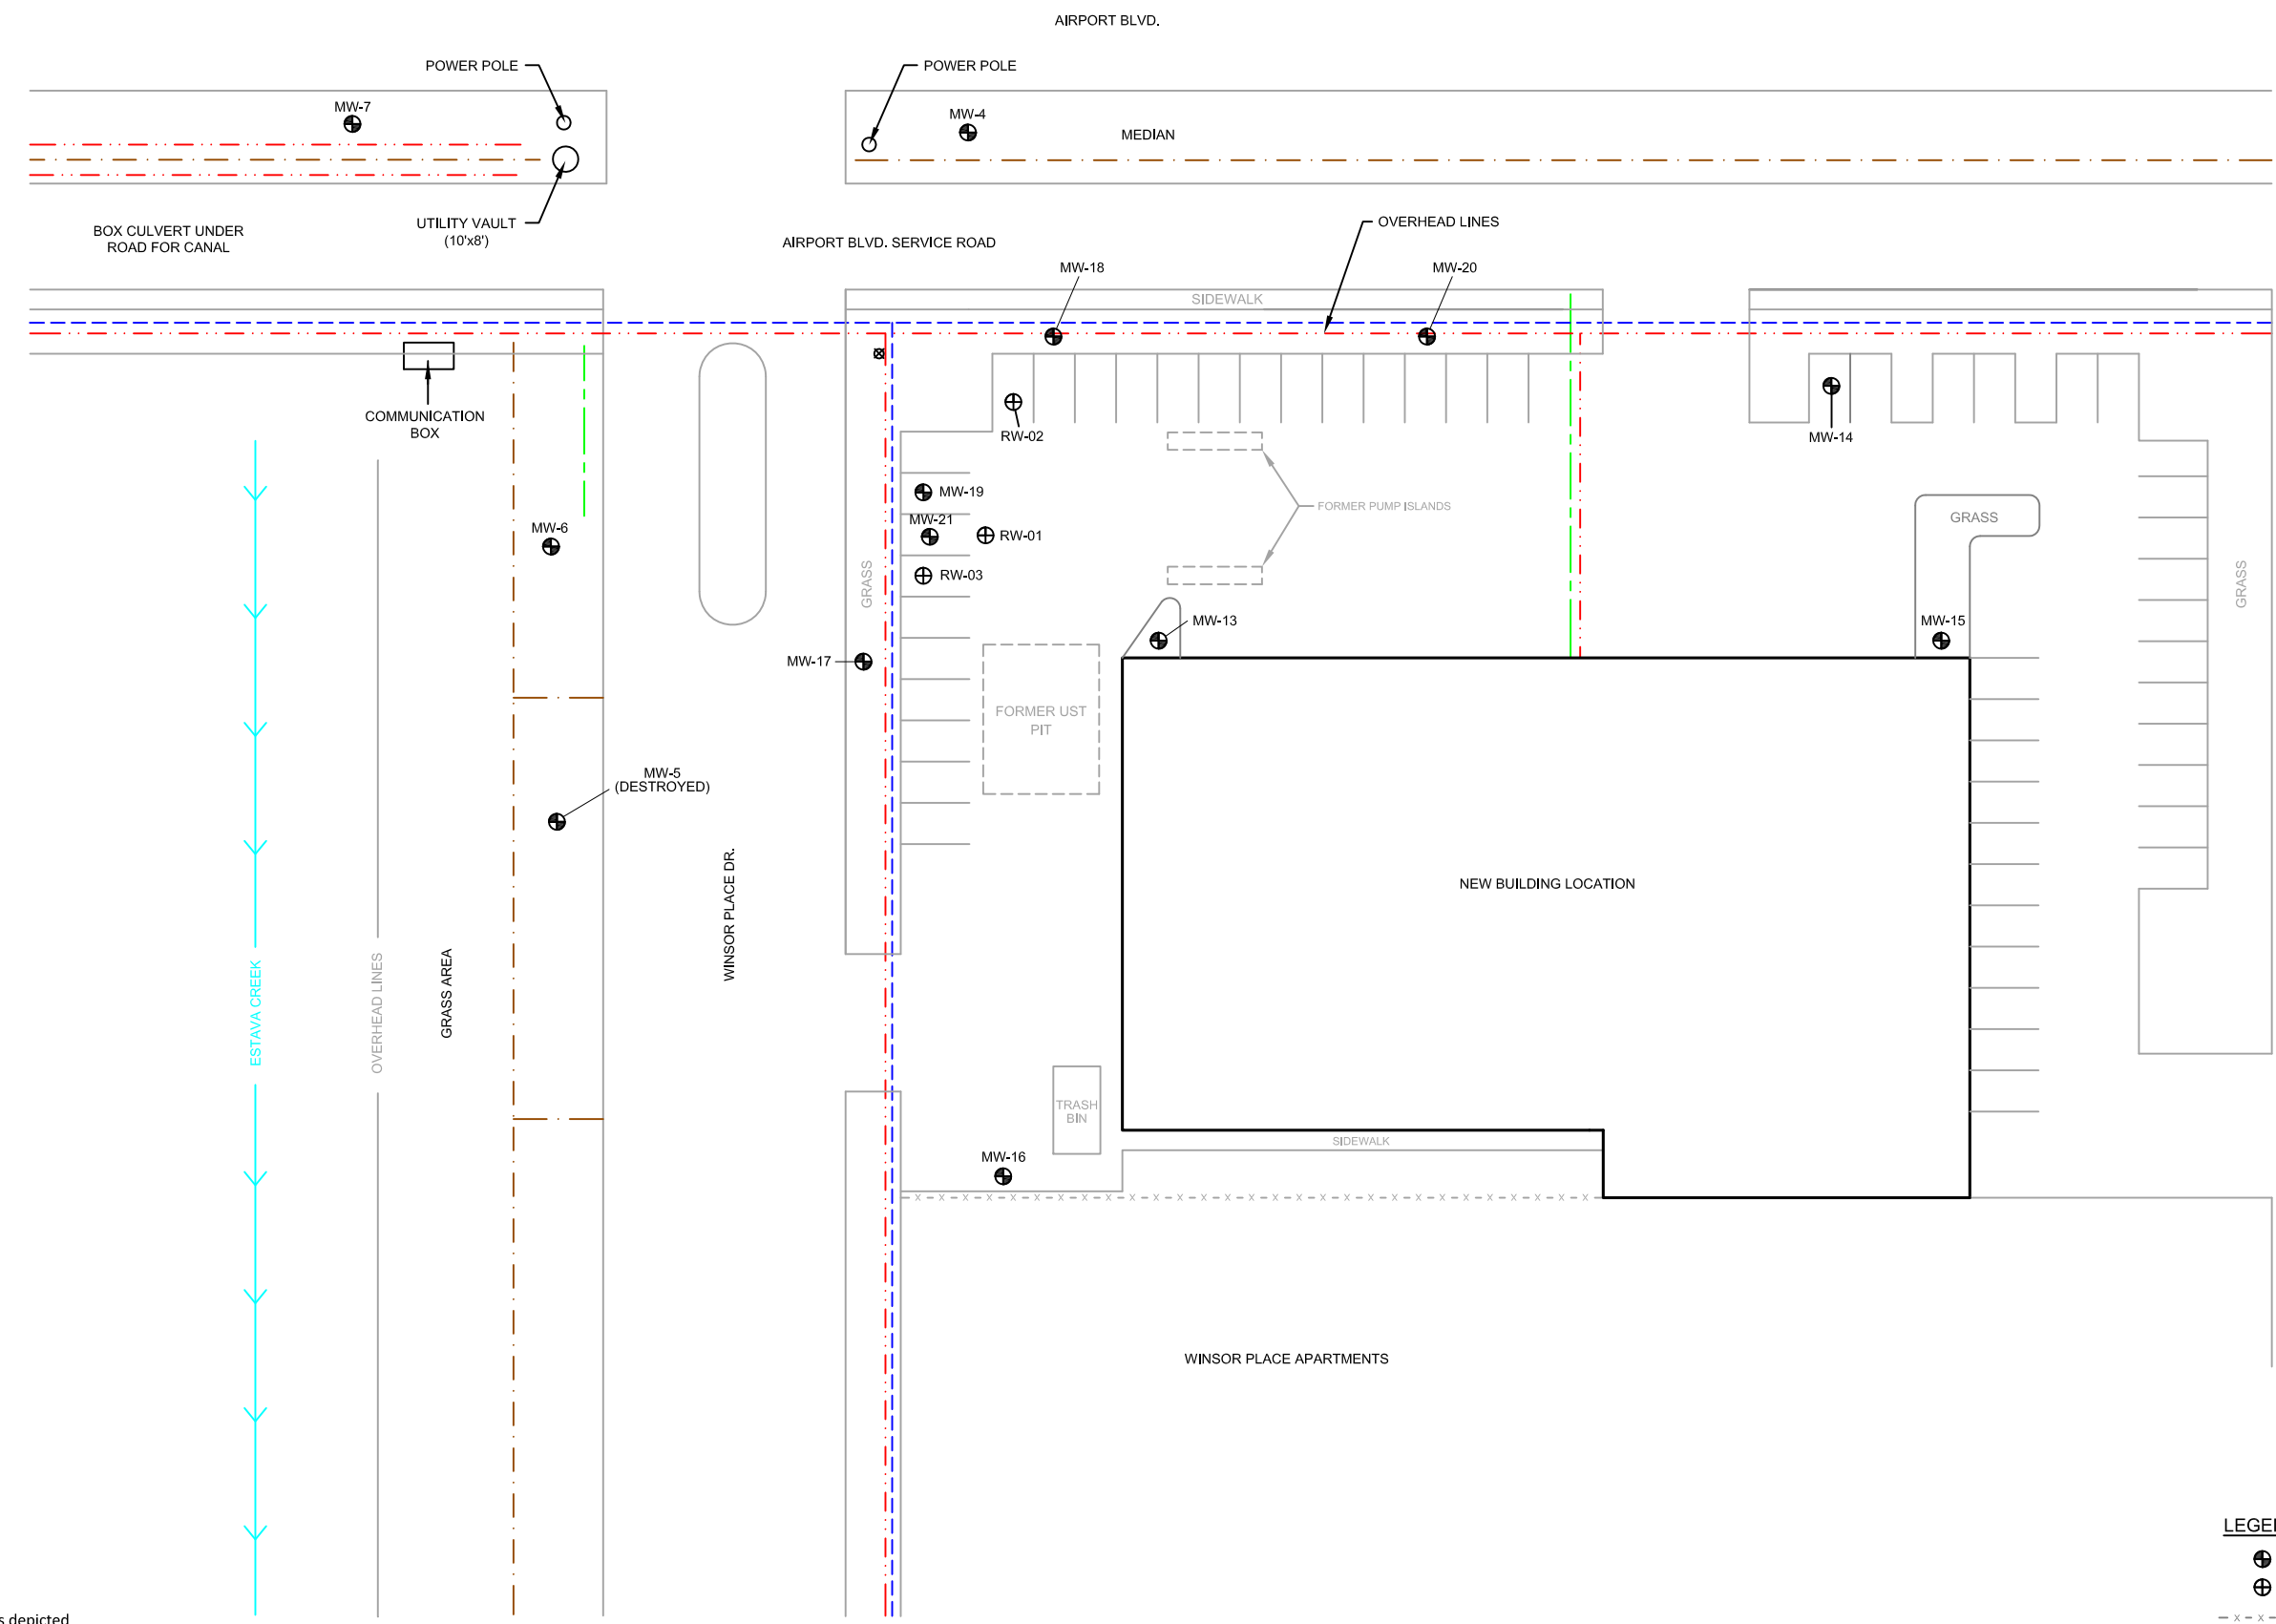 AIRPORT BLVD.
POWER POLE
POWER POLE
MW-7
MW-4
MEDIAN
UTILITY VAULT
(10'x8')
BOX CULVERT UNDER
ROAD FOR CANAL
AIRPORT BLVD. SERVICE ROAD
OVERHEAD LINES
MW-18
MW-20
SIDEWALK
COMMUNICATION
BOX
RW-02
MW-14
MW-19
MW-21
RW-01
RW-03
FORMER PUMP ISLANDS
GRASS
MW-6
GRASS
GRASS
MW-13
MW-15
MW-17
FORMER UST
PIT
MW-5
(DESTROYED)
WINSOR PLACE DR.
NEW BUILDING LOCATION
ESTAVA CREEK
OVERHEAD LINES
GRASS AREA
TRASH
BIN
SIDEWALK
MW-16
WINSOR PLACE APARTMENTS
depicted